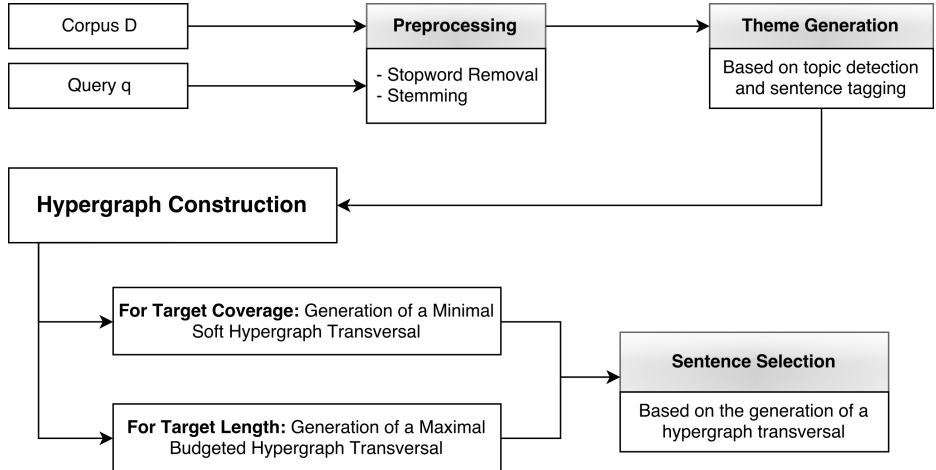 Corpus D
Preprocessing
Theme Generation
Query q
- Stopword Removal
- Stemming
Based on topic detection
and sentence tagging
Hypergraph Construction
For Target Coverage: Generation of a Minimal
Soft Hypergraph Transversal
Sentence Selection
For Target Length: Generation of a Maximal
Budgeted Hypergraph Transversal
Based on the generation of a
hypergraph transversal